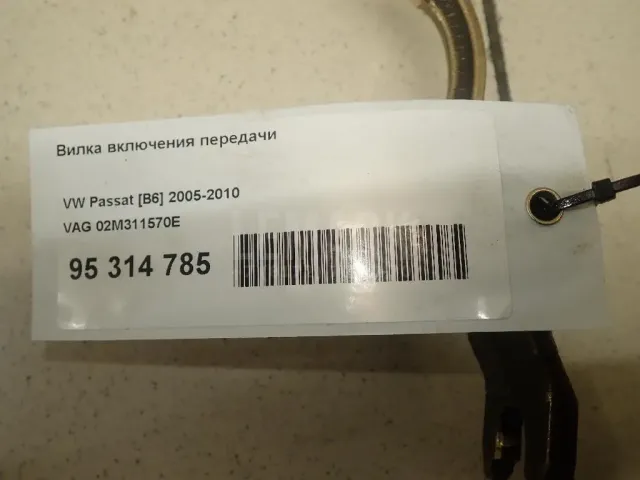 Вилка включения передачи
VW Passat [B6] 2005-2010
VAG 02M311570E
95 314 785